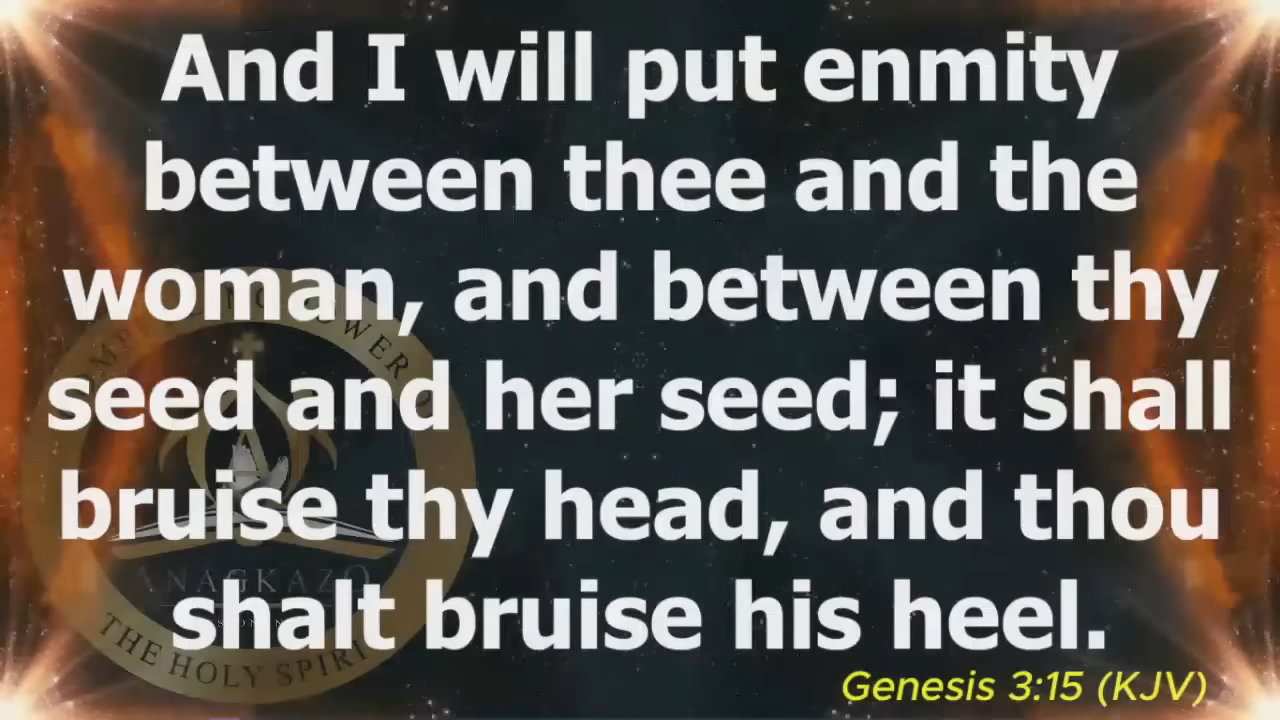 And I will put enmity
between thee and the
woman, and between thy
seed and her seed; it shall
bruise thy head, and thou
shalt bruise his heel.
Genesis 3:15 (KJV)
ANAGKAZO
THE HOLY SPIRIT